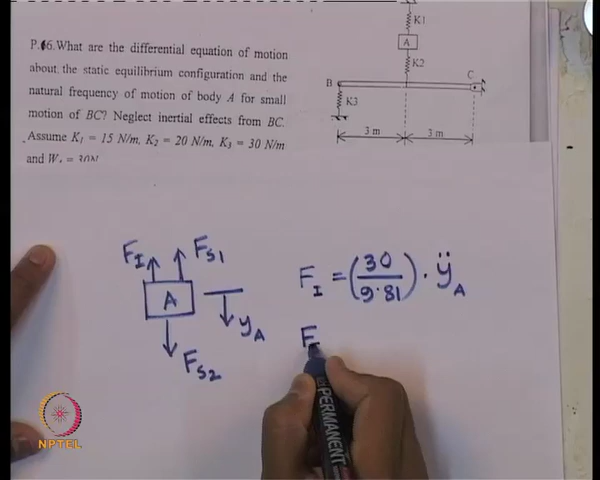 K1
A
K2
B
C
K3
3 m
3 m
P.66. What are the differential equation of motion
about the static equilibrium configuration and the
natural frequency of motion of body A for small
motion of BC? Neglect inertial effects from BC.
Assume K1 = 15 N/m, K2 = 20 N/m, K3 = 30 N/m
and
FI FS1
A
yA
FS2
FI = (30/9.81) · ÿA
F
PERMANENT
NPTEL